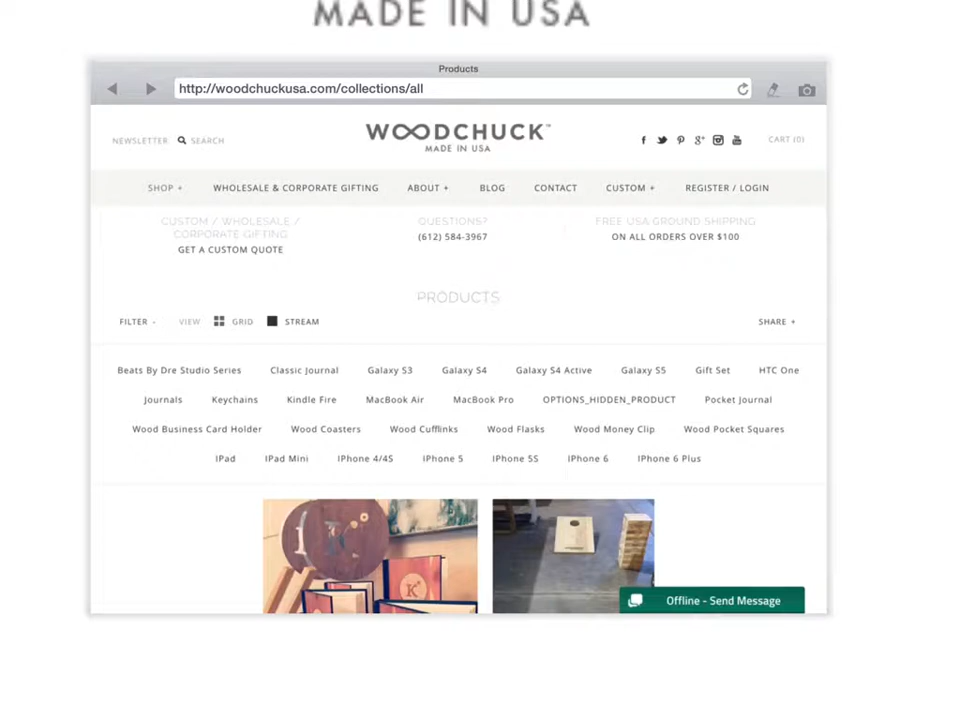 MADE IN USA
Products
http://woodchuckusa.com/collections/all
NEWSLETTER SEARCH
WOODCHUCK™
MADE IN USA
CART (0)
SHOP + WHOLESALE & CORPORATE GIFTING ABOUT + BLOG CONTACT CUSTOM + REGISTER / LOGIN
CUSTOM / WHOLESALE /
CORPORATE GIFTING
GET A CUSTOM QUOTE
QUESTIONS?
(612) 584-3967
FREE USA GROUND SHIPPING
ON ALL ORDERS OVER $100
PRODUCTS
FILTER - VIEW GRID STREAM SHARE +
Beats By Dre Studio Series Classic Journal Galaxy S3 Galaxy S4 Galaxy S4 Active Galaxy S5 Gift Set HTC One
Journals Keychains Kindle Fire MacBook Air MacBook Pro OPTIONS_HIDDEN_PRODUCT Pocket Journal
Wood Business Card Holder Wood Coasters Wood Cufflinks Wood Flasks Wood Money Clip Wood Pocket Squares
IPad IPad Mini IPhone 4/4S IPhone 5 IPhone 5S IPhone 6 IPhone 6 Plus
Offline - Send Message